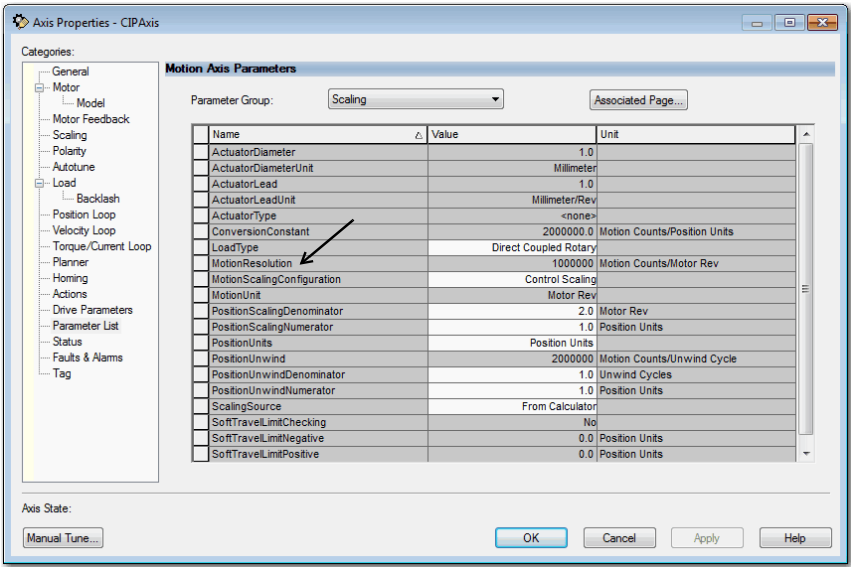 Axis Properties - CIPAxis
Categories:
General
Motor
Model
Motor Feedback
Scaling
Polarity
Autotune
Load
Backlash
Position Loop
Velocity Loop
Torque/Current Loop
Planner
Homing
Actions
Drive Parameters
Parameter List
Status
Faults & Alarms
Tag
Motion Axis Parameters
Parameter Group: Scaling Associated Page...
Name Value Unit
ActuatorDiameter 1.0
ActuatorDiameterUnit Millimeter
ActuatorLead 1.0
ActuatorLeadUnit Millimeter/Rev
ActuatorType <none>
ConversionConstant 2000000.0 Motion Counts/Position Units
LoadType Direct Coupled Rotary
MotionResolution 1000000 Motion Counts/Motor Rev
MotionScalingConfiguration Control Scaling
MotionUnit Motor Rev
PositionScalingDenominator 2.0 Motor Rev
PositionScalingNumerator 1.0 Position Units
PositionUnits Position Units
PositionUnwind 2000000 Motion Counts/Unwind Cycle
PositionUnwindDenominator 1.0 Unwind Cycles
PositionUnwindNumerator 1.0 Position Units
ScalingSource From Calculator
SoftTravelLimitChecking No
SoftTravelLimitNegative 0.0 Position Units
SoftTravelLimitPositive 0.0 Position Units
Axis State:
Manual Tune... OK Cancel Apply Help